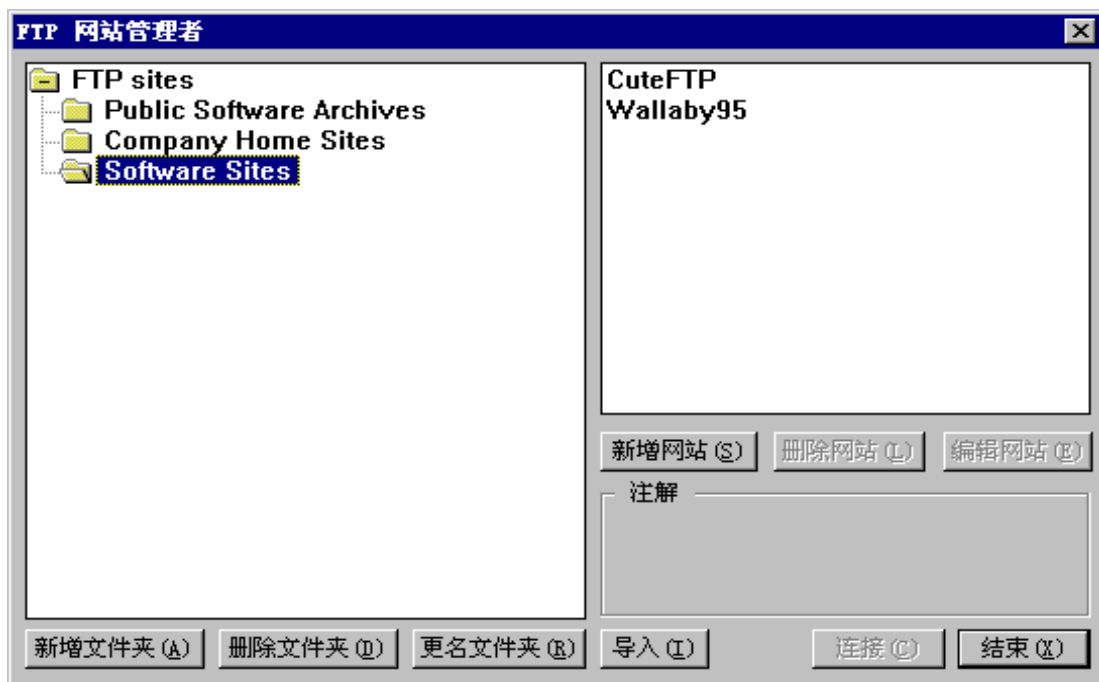 FTP 网站管理者
FTP sites
Public Software Archives
Company Home Sites
Software Sites
CuteFTP
Wallaby95
新增网站(S) 删除网站(L) 编辑网站(E)
注解
新增文件夹(A) 删除文件夹(D) 更名文件夹(R) 导入(I) 连接(C) 结束(X)